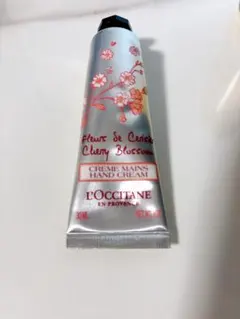 Fleurs de Cerisier
Cherry Blossom
CRÈME MAINS
HAND CREAM
L'OCCITANE
EN PROVENCE